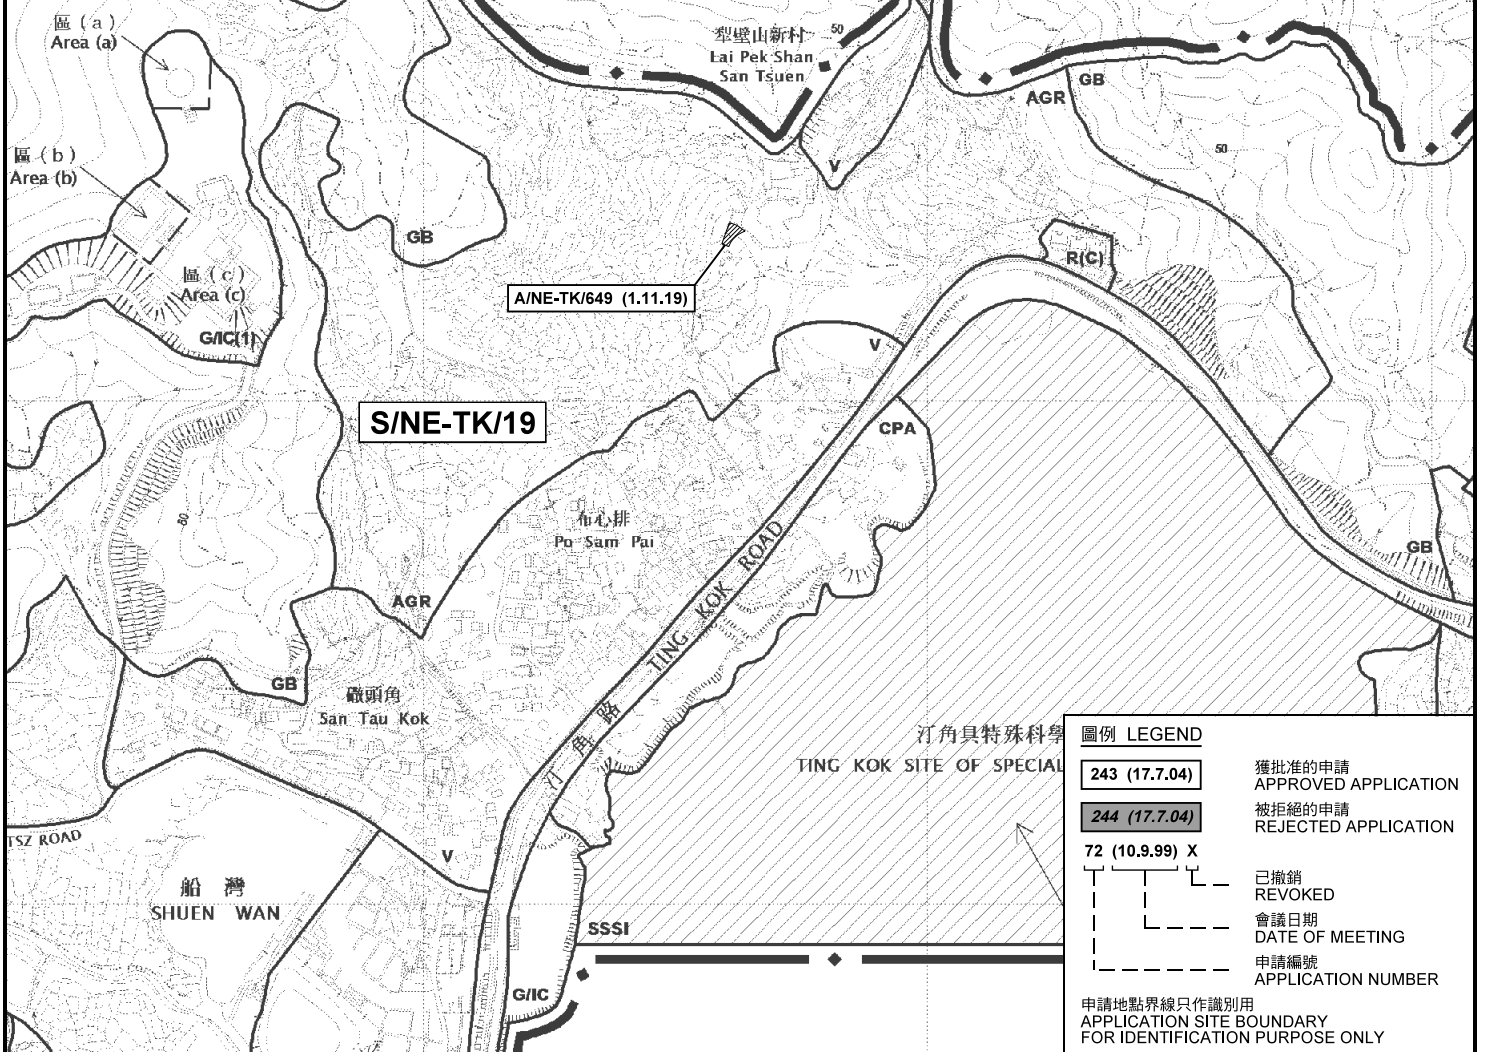 區 (a)
Area (a)
區 (b)
Area (b)
區 (c)
Area (c)
G/IC(1)
GB
犁壁山新村
Lai Pek Shan
San Tsuen
50
V
AGR
GB
50
R(C)
A/NE-TK/649 (1.11.19)
S/NE-TK/19
V
CPA
布心排
Po Sam Pai
AGR
GB
GB
San Tau Kok
汀角路 TING KOK ROAD
汀角具特殊科學
TING KOK SITE OF SPECIAL
TSZ ROAD
V
船灣
SHUEN WAN
SSSI
G/IC
圖例 LEGEND
243 (17.7.04)
獲批准的申請
APPROVED APPLICATION
244 (17.7.04)
被拒絕的申請
REJECTED APPLICATION
72 (10.9.99) X
已撤銷
REVOKED
會議日期
DATE OF MEETING
申請編號
APPLICATION NUMBER
申請地點界線只作識別用
APPLICATION SITE BOUNDARY
FOR IDENTIFICATION PURPOSE ONLY